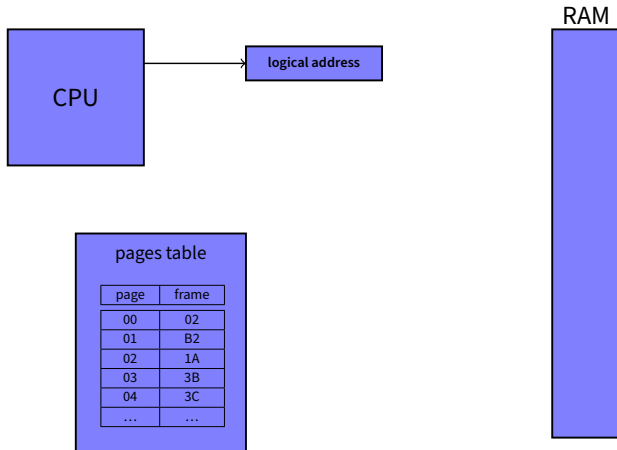 RAM
CPU
logical address
pages table
page frame
00 02
01 B2
02 1A
03 3B
04 3C
... ...